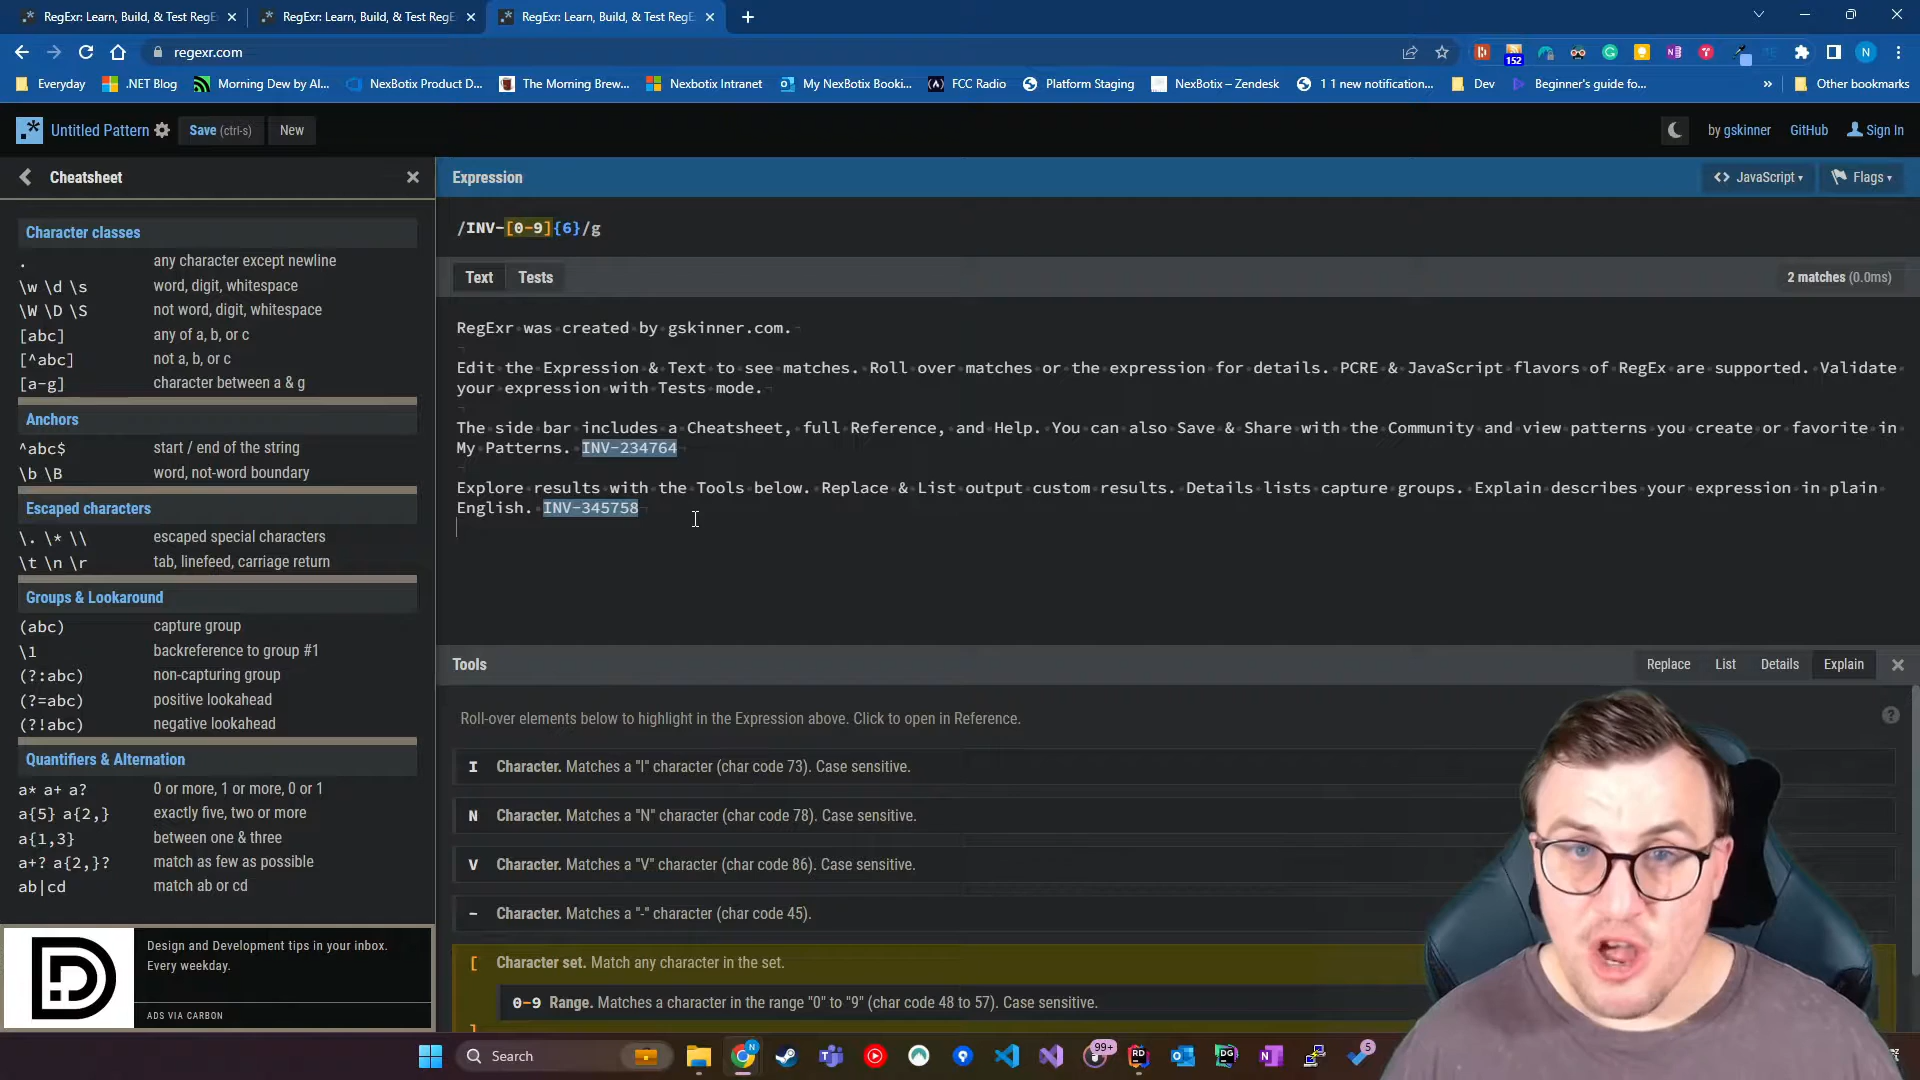 RegExr: Learn, Build, & Test RegE
RegExr: Learn, Build, & Test RegE
RegExr: Learn, Build, & Test RegE
regexr.com
152
N
Everyday
.NET Blog
Morning Dew by Al...
NexBotix Product D...
The Morning Brew...
Nexbotix Intranet
My NexBotix Booki...
FCC Radio
Platform Staging
NexBotix – Zendesk
1 1 new notification...
Dev
Beginner's guide fo...
»
Other bookmarks
Untitled Pattern
Save (ctrl-s)
New
by gskinner
GitHub
Sign In
Cheatsheet
Expression
<> JavaScript
Flags
/INV-[0-9]{6}/g
Text
Tests
2 matches (0.0ms)
Character classes
. any character except newline
\w \d \s word, digit, whitespace
\W \D \S not word, digit, whitespace
[abc] any of a, b, or c
[^abc] not a, b, or c
[a-g] character between a & g
Anchors
^abc$ start / end of the string
\b \B word, not-word boundary
Escaped characters
\. \* \\ escaped special characters
\t \n \r tab, linefeed, carriage return
Groups & Lookaround
(abc) capture group
\1 backreference to group #1
(?:abc) non-capturing group
(?=abc) positive lookahead
(?!abc) negative lookahead
Quantifiers & Alternation
a* a+ a? 0 or more, 1 or more, 0 or 1
a{5} a{2,} exactly five, two or more
a{1,3} between one & three
a+? a{2,}? match as few as possible
ab|cd match ab or cd
Design and Development tips in your inbox.
Every weekday.
ADS VIA CARBON
RegExr was created by gskinner.com.
Edit the Expression & Text to see matches. Roll over matches or the expression for details. PCRE & JavaScript flavors of RegEx are supported. Validate
your expression with Tests mode.
The side bar includes a Cheatsheet, full Reference, and Help. You can also Save & Share with the Community and view patterns you create or favorite in
My Patterns. INV-234764
Explore results with the Tools below. Replace & List output custom results. Details lists capture groups. Explain describes your expression in plain
English. INV-345758
Tools
Replace
List
Details
Explain
Roll-over elements below to highlight in the Expression above. Click to open in Reference.
?
I Character. Matches a "I" character (char code 73). Case sensitive.
N Character. Matches a "N" character (char code 78). Case sensitive.
V Character. Matches a "V" character (char code 86). Case sensitive.
- Character. Matches a "-" character (char code 45).
[ Character set. Match any character in the set.
0-9 Range. Matches a character in the range "0" to "9" (char code 48 to 57). Case sensitive.
]
Search
N
99+
RD
DG
N
5